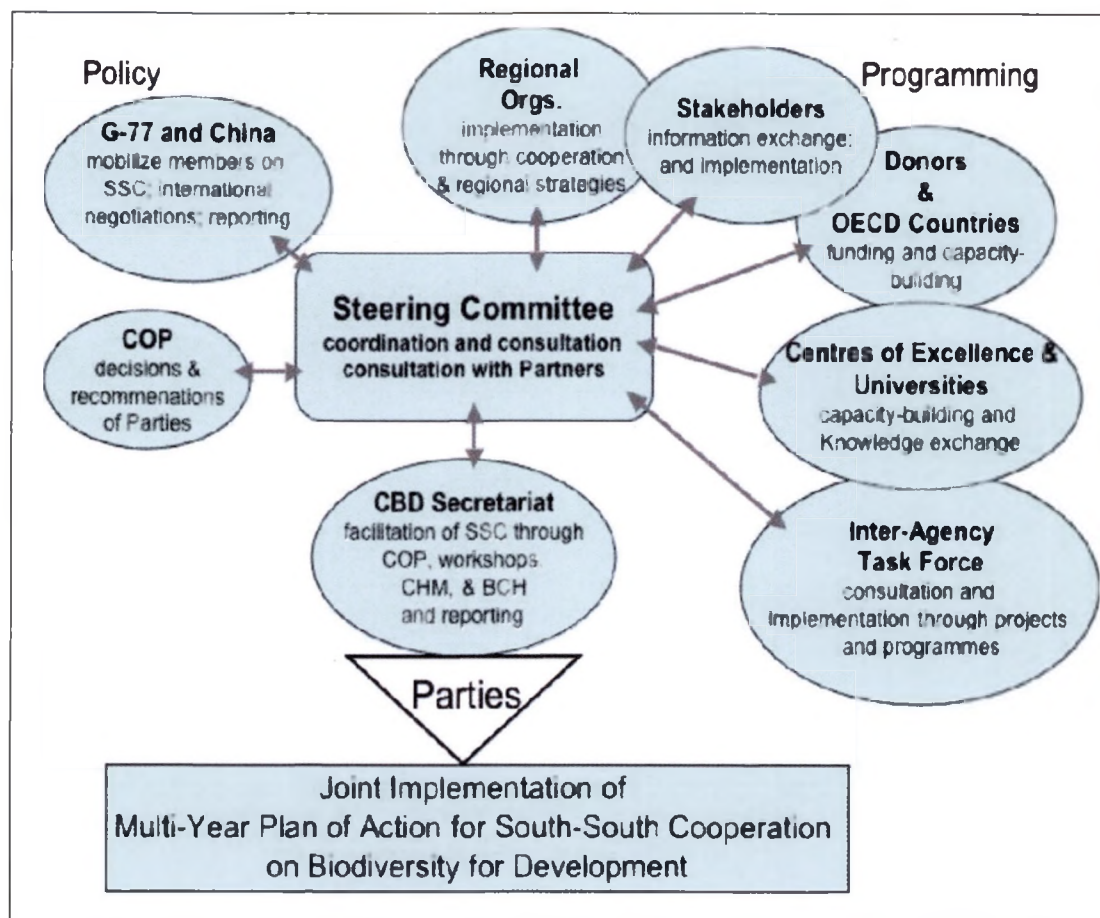 Policy
Programming
G-77 and China
mobilize members on
SSC; international
negotiations; reporting
Regional
Orgs.
implementation
through cooperation
& regional strategies
Stakeholders
information exchange;
and implementation
Donors
&
OECD Countries
funding and capacity-
building
Steering Committee
coordination and consultation
consultation with Partners
COP
decisions &
recommenations
of Parties
Centres of Excellence &
Universities
capacity-building and
Knowledge exchange
CBD Secretariat
facilitation of SSC through
COP, workshops
CHM, & BCH
and reporting
Inter-Agency
Task Force
consultation and
Implementation through projects
and programmes
Parties
Joint Implementation of
Multi-Year Plan of Action for South-South Cooperation
on Biodiversity for Development